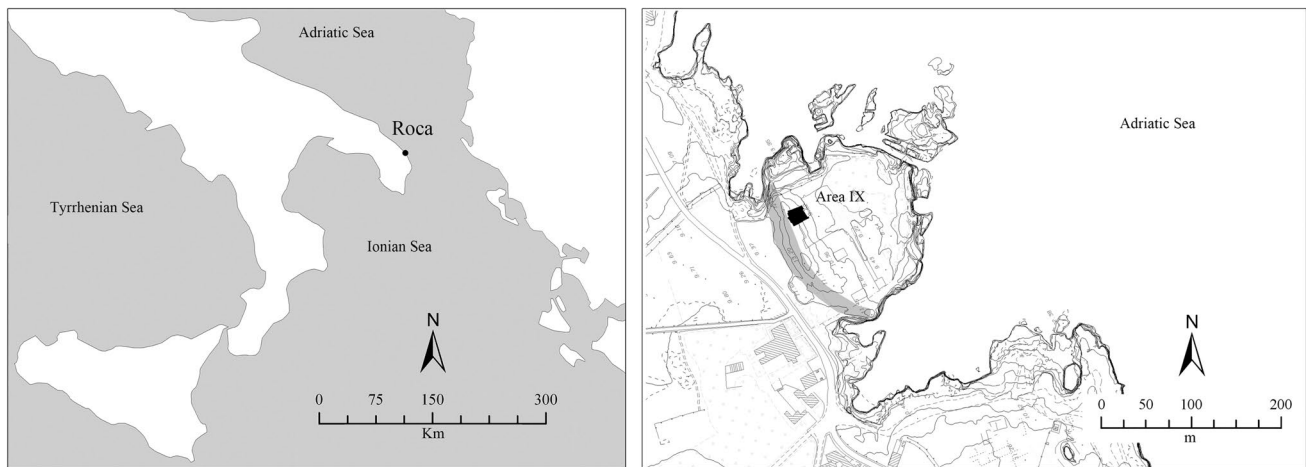 Adriatic Sea
Roca
Tyrrhenian Sea
Ionian Sea
N
0 75 150 300
Km
Adriatic Sea
Area IX
N
0 50 100 200
m